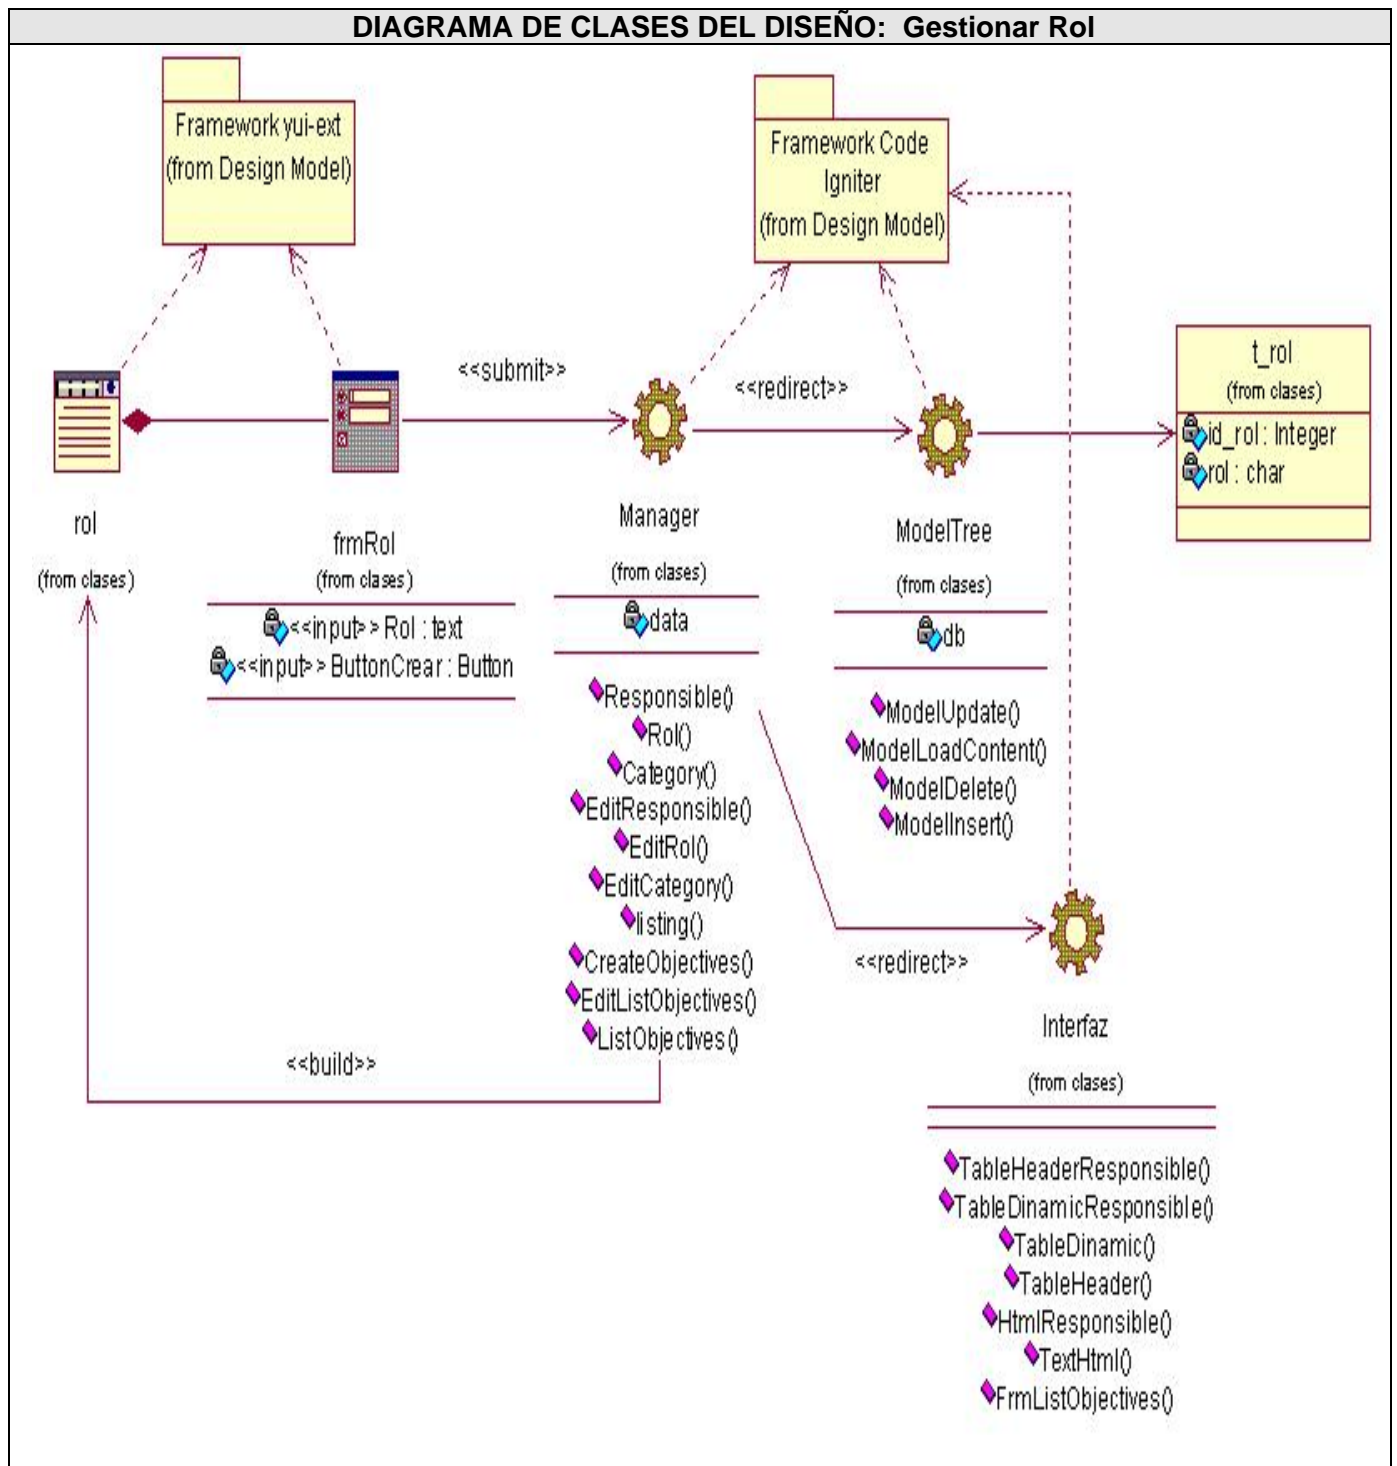 DIAGRAMA DE CLASES DEL DISEÑO: Gestionar Rol
Framework yui-ext
(from Design Model)
Framework Code
Igniter
(from Design Model)
<<submit>>
<<redirect>>
t_rol
(from clases)
id_rol : Integer
rol : char
rol
(from clases)
frmRol
(from clases)
<<input>> Rol : text
<<input>> ButtonCrear : Button
Manager
(from clases)
data
Responsible()
Rol()
Category()
EditResponsible()
EditRol()
EditCategory()
listing()
CreateObjectives()
EditListObjectives()
ListObjectives()
ModelTree
(from clases)
db
ModelUpdate()
ModelLoadContent()
ModelDelete()
ModelInsert()
<<redirect>>
<<build>>
Interfaz
(from clases)
TableHeaderResponsible()
TableDinamicResponsible()
TableDinamic()
TableHeader()
HtmlResponsible()
TextHtml()
FrmListObjectives()